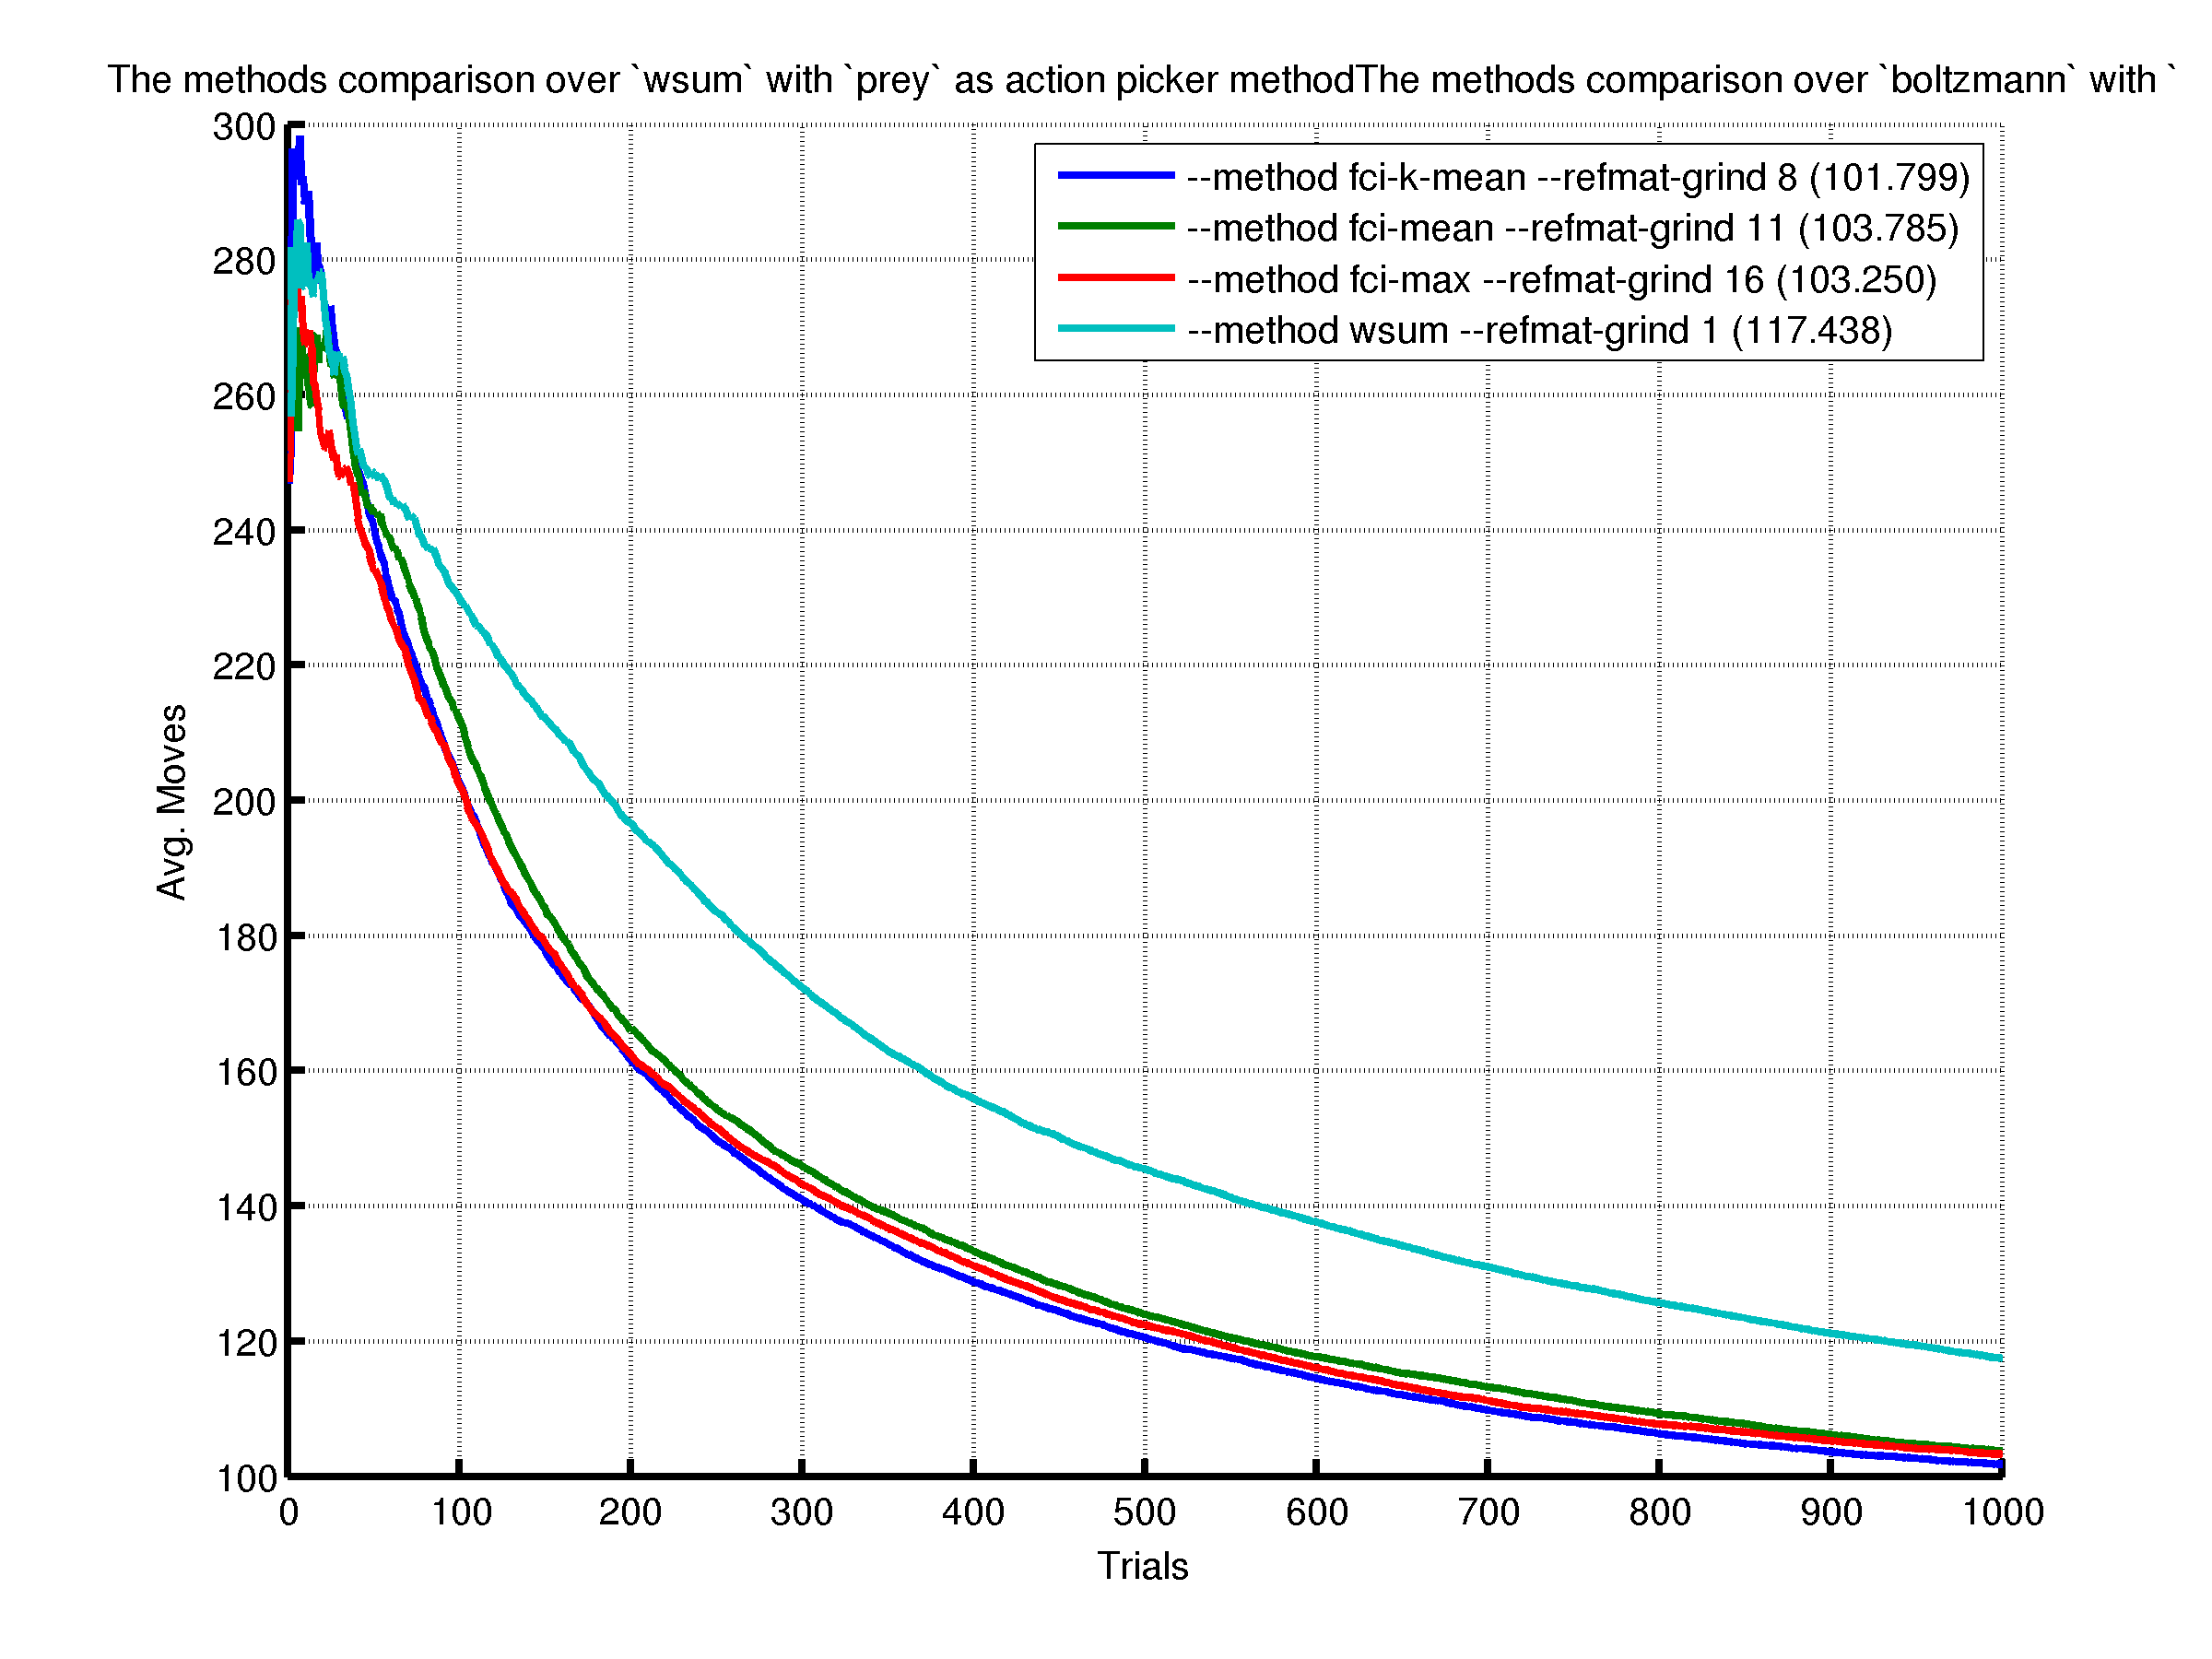 The methods comparison over `wsum` with `prey` as action picker methodThe methods comparison over `boltzmann` with `
300
280
260
240
220
200
180
160
140
120
100
Avg. Moves
--method fci-k-mean --refmat-grind 8 (101.799)
--method fci-mean --refmat-grind 11 (103.785)
--method fci-max --refmat-grind 16 (103.250)
--method wsum --refmat-grind 1 (117.438)
0 100 200 300 400 500 600 700 800 900 1000
Trials